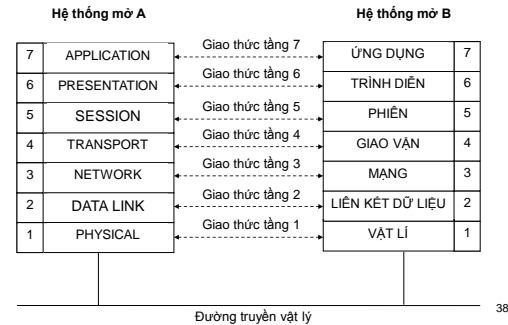 Hệ thống mở A Hệ thống mở B
7 APPLICATION Giao thức tầng 7 ỨNG DỤNG 7
6 PRESENTATION Giao thức tầng 6 TRÌNH DIỄN 6
5 SESSION Giao thức tầng 5 PHIÊN 5
4 TRANSPORT Giao thức tầng 4 GIAO VẬN 4
3 NETWORK Giao thức tầng 3 MẠNG 3
2 DATA LINK Giao thức tầng 2 LIÊN KẾT DỮ LIỆU 2
1 PHYSICAL Giao thức tầng 1 VẬT LÍ 1
Đường truyền vật lý
38